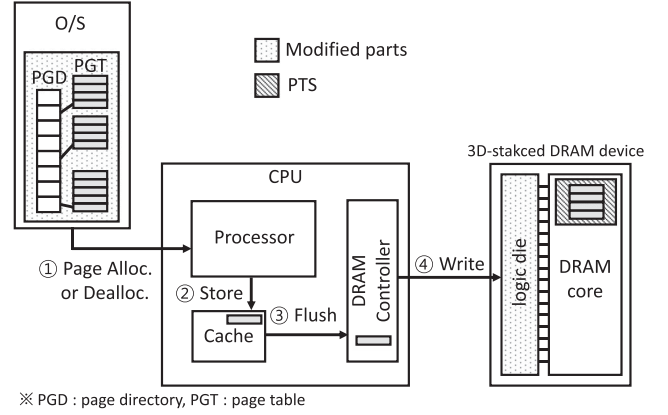 O/S
PGD
PGT
Modified parts
PTS
3D-stakced DRAM device
CPU
Processor
DRAM
Controller
logic die
DRAM
core
① Page Alloc.
or Dealloc.
② Store
③ Flush
④ Write
Cache
※ PGD : page directory, PGT : page table